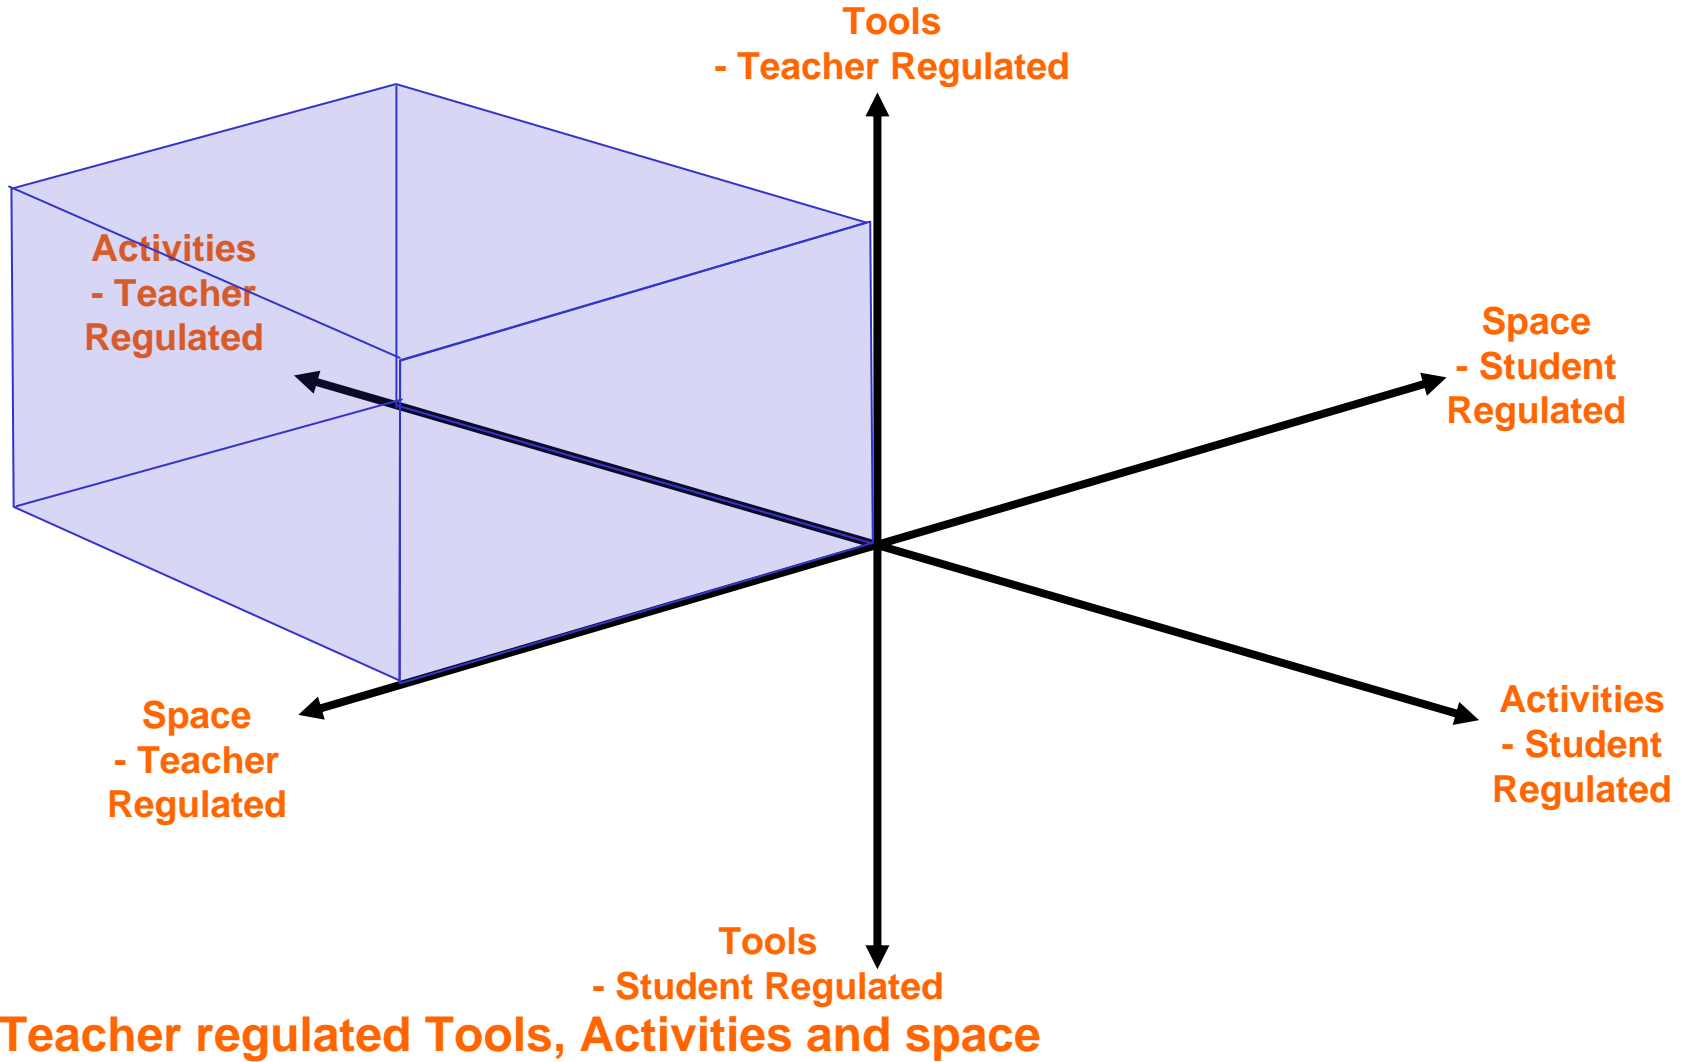 Tools
- Teacher Regulated
Activities
- Teacher
Regulated
Space
- Student
Regulated
Space
- Teacher
Regulated
Activities
- Student
Regulated
Tools
- Student Regulated
Teacher regulated Tools, Activities and space